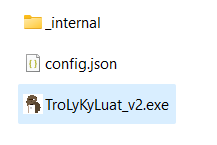 _internal
config.json
TroLyKyLuat_v2.exe